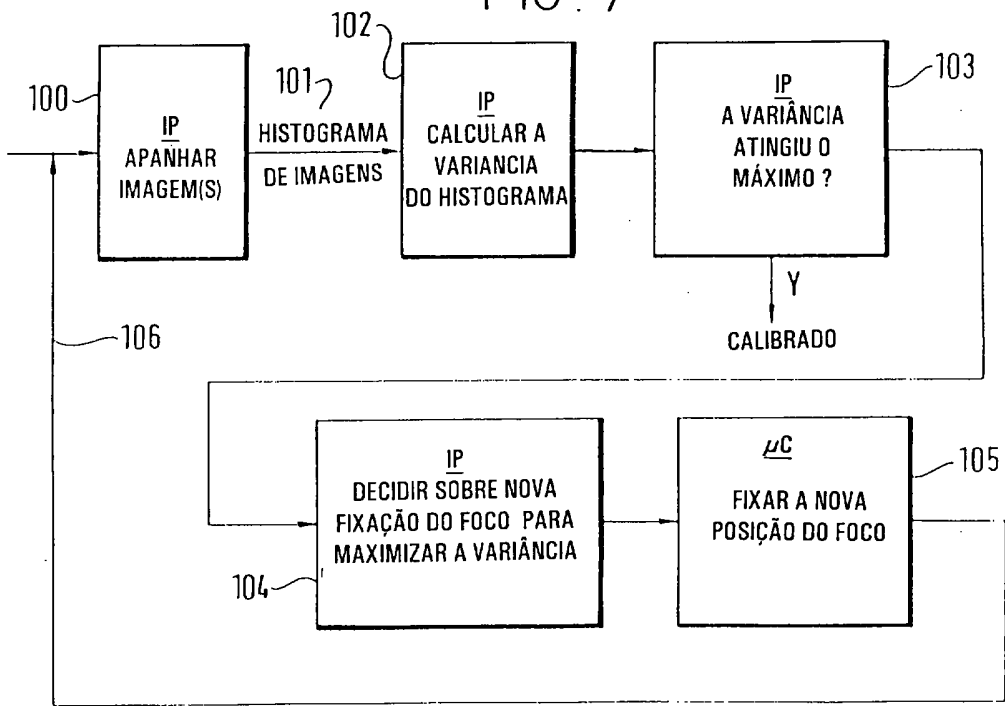 FIG. 7
100
IP
APANHAR
IMAGEM(S)
101
HISTOGRAMA
DE IMAGENS
102
IP
CALCULAR A
VARIANCIA
DO HISTOGRAMA
103
IP
A VARIÂNCIA
ATINGIU O
MÁXIMO ?
Y
CALIBRADO
106
IP
DECIDIR SOBRE NOVA
FIXAÇÃO DO FOCO PARA
MAXIMIZAR A VARIÂNCIA
104
µC
FIXAR A NOVA
POSIÇÃO DO FOCO
105